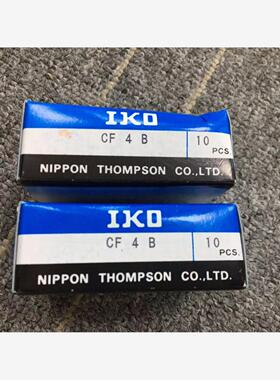 IKO
CF 4 B 10 PCS.
NIPPON THOMPSON CO.,LTD.
IKO
CF 4 B 10 PCS.
NIPPON THOMPSON CO.,LTD.